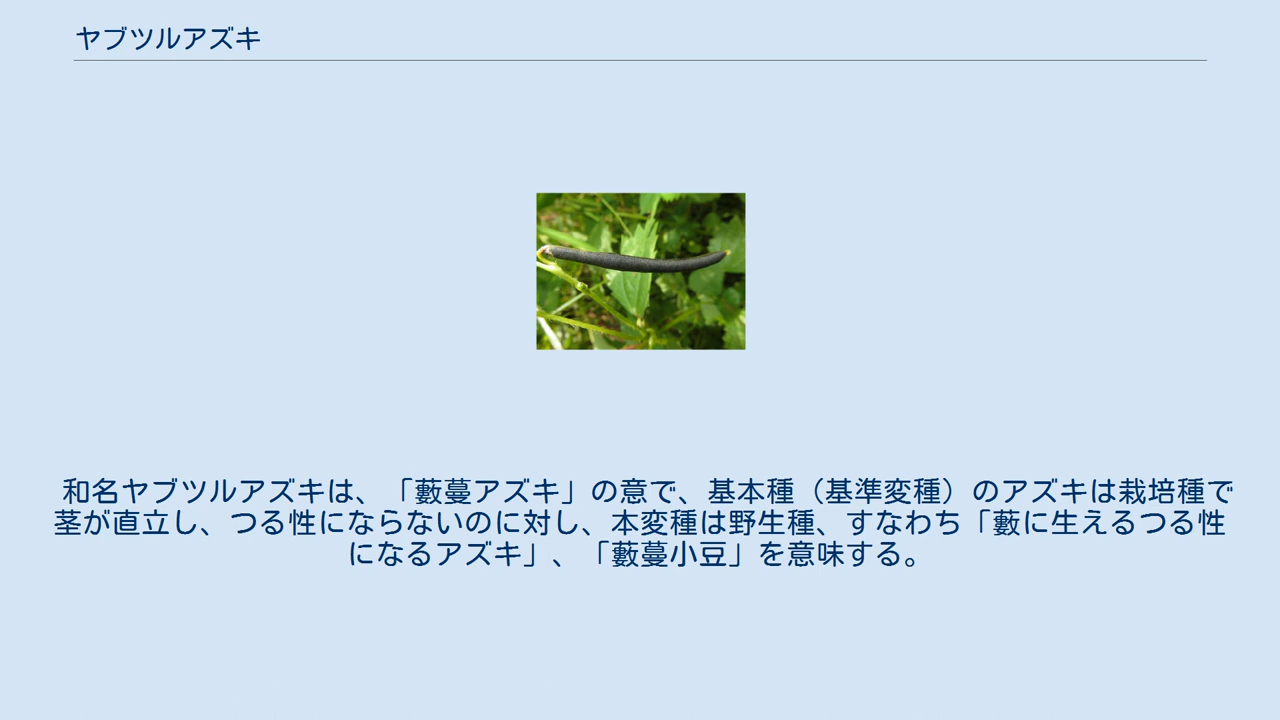 ヤブツルアズキ
和名ヤブツルアズキは、「藪蔓アズキ」の意で、基本種（基準変種）のアズキは栽培種で
茎が直立し、つる性にならないのに対し、本変種は野生種、すなわち「藪に生えるつる性
になるアズキ」、「藪蔓小豆」を意味する。